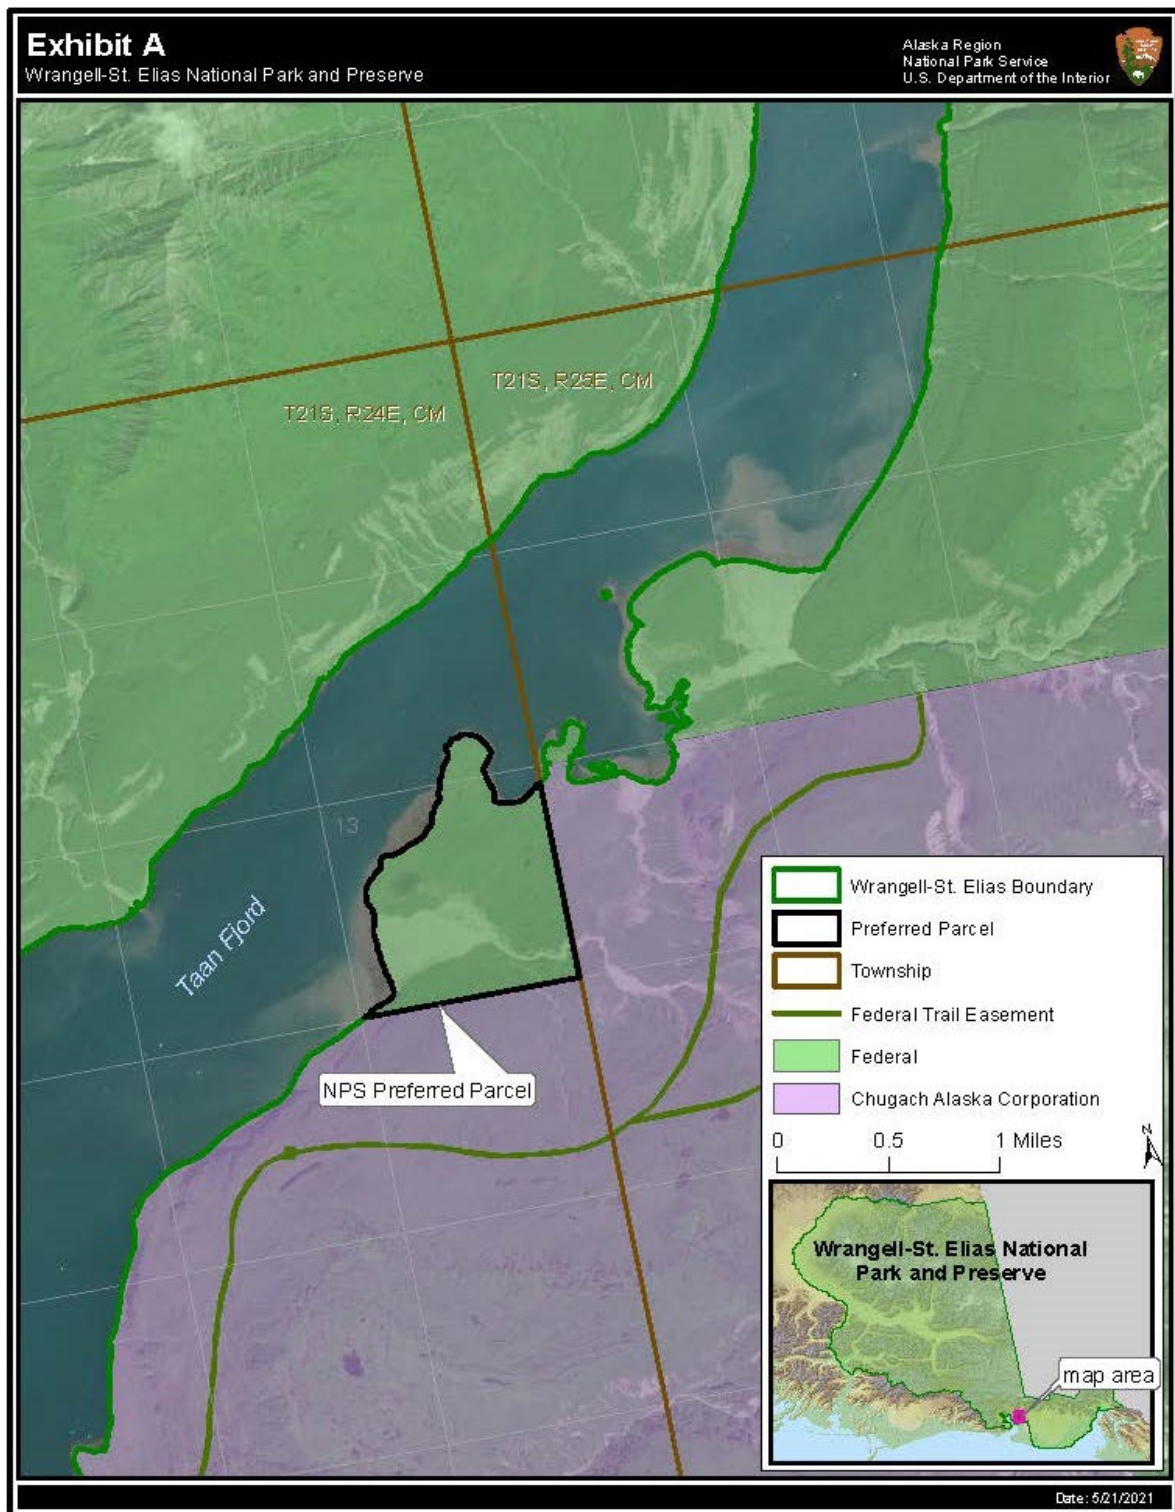 Exhibit A
Wrangell-St. Elias National Park and Preserve
Alaska Region
National Park Service
U.S. Department of the Interior
T21S, R25E, CM
T21S, R24E, CM
13
Taan Fjord
NPS Preferred Parcel
Wrangell-St. Elias Boundary
Preferred Parcel
Township
Federal Trail Easement
Federal
Chugach Alaska Corporation
0 0.5 1 Miles
N
Wrangell-St. Elias National
Park and Preserve
map area
Date: 5/21/2021